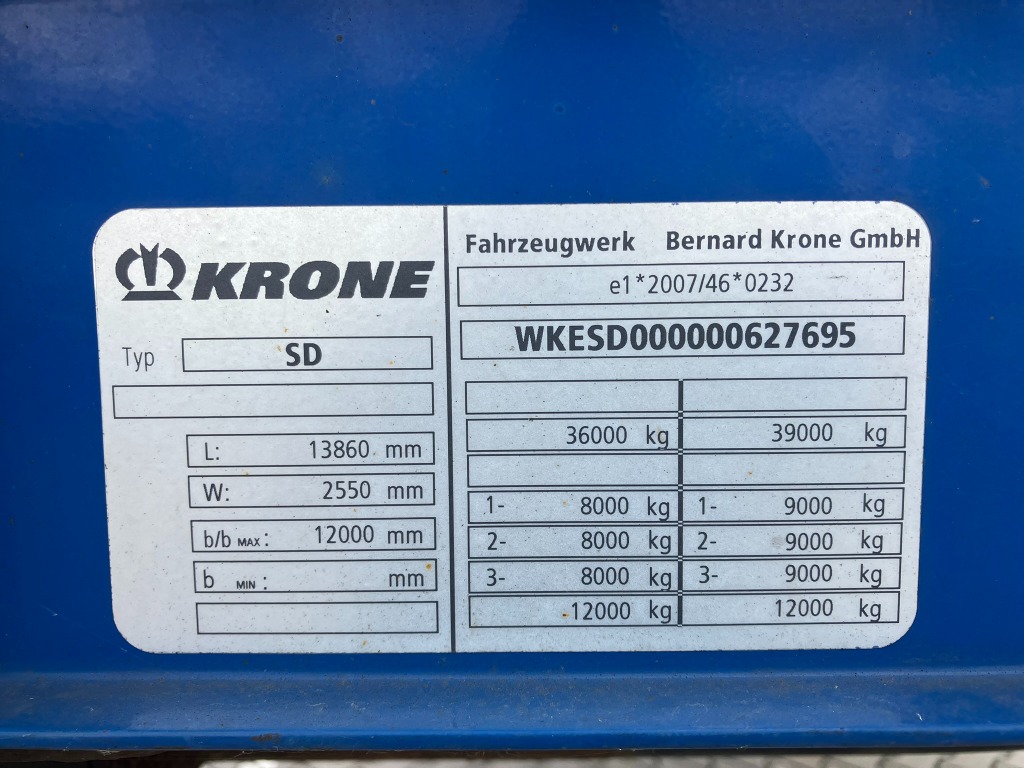 KRONE
Typ SD
L: 13860 mm
W: 2550 mm
b/b MAX: 12000 mm
b MIN: mm
Fahrzeugwerk Bernard Krone GmbH
e1*2007/46*0232
WKESD000000627695
36000 kg 39000 kg
1- 8000 kg 1- 9000 kg
2- 8000 kg 2- 9000 kg
3- 8000 kg 3- 9000 kg
12000 kg 12000 kg